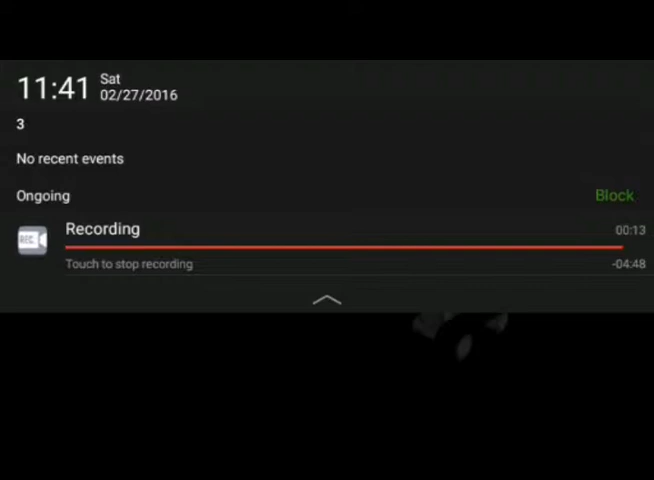 11:41 Sat
02/27/2016
3
No recent events
Ongoing Block
REC
Recording 00:13
Touch to stop recording -04:48